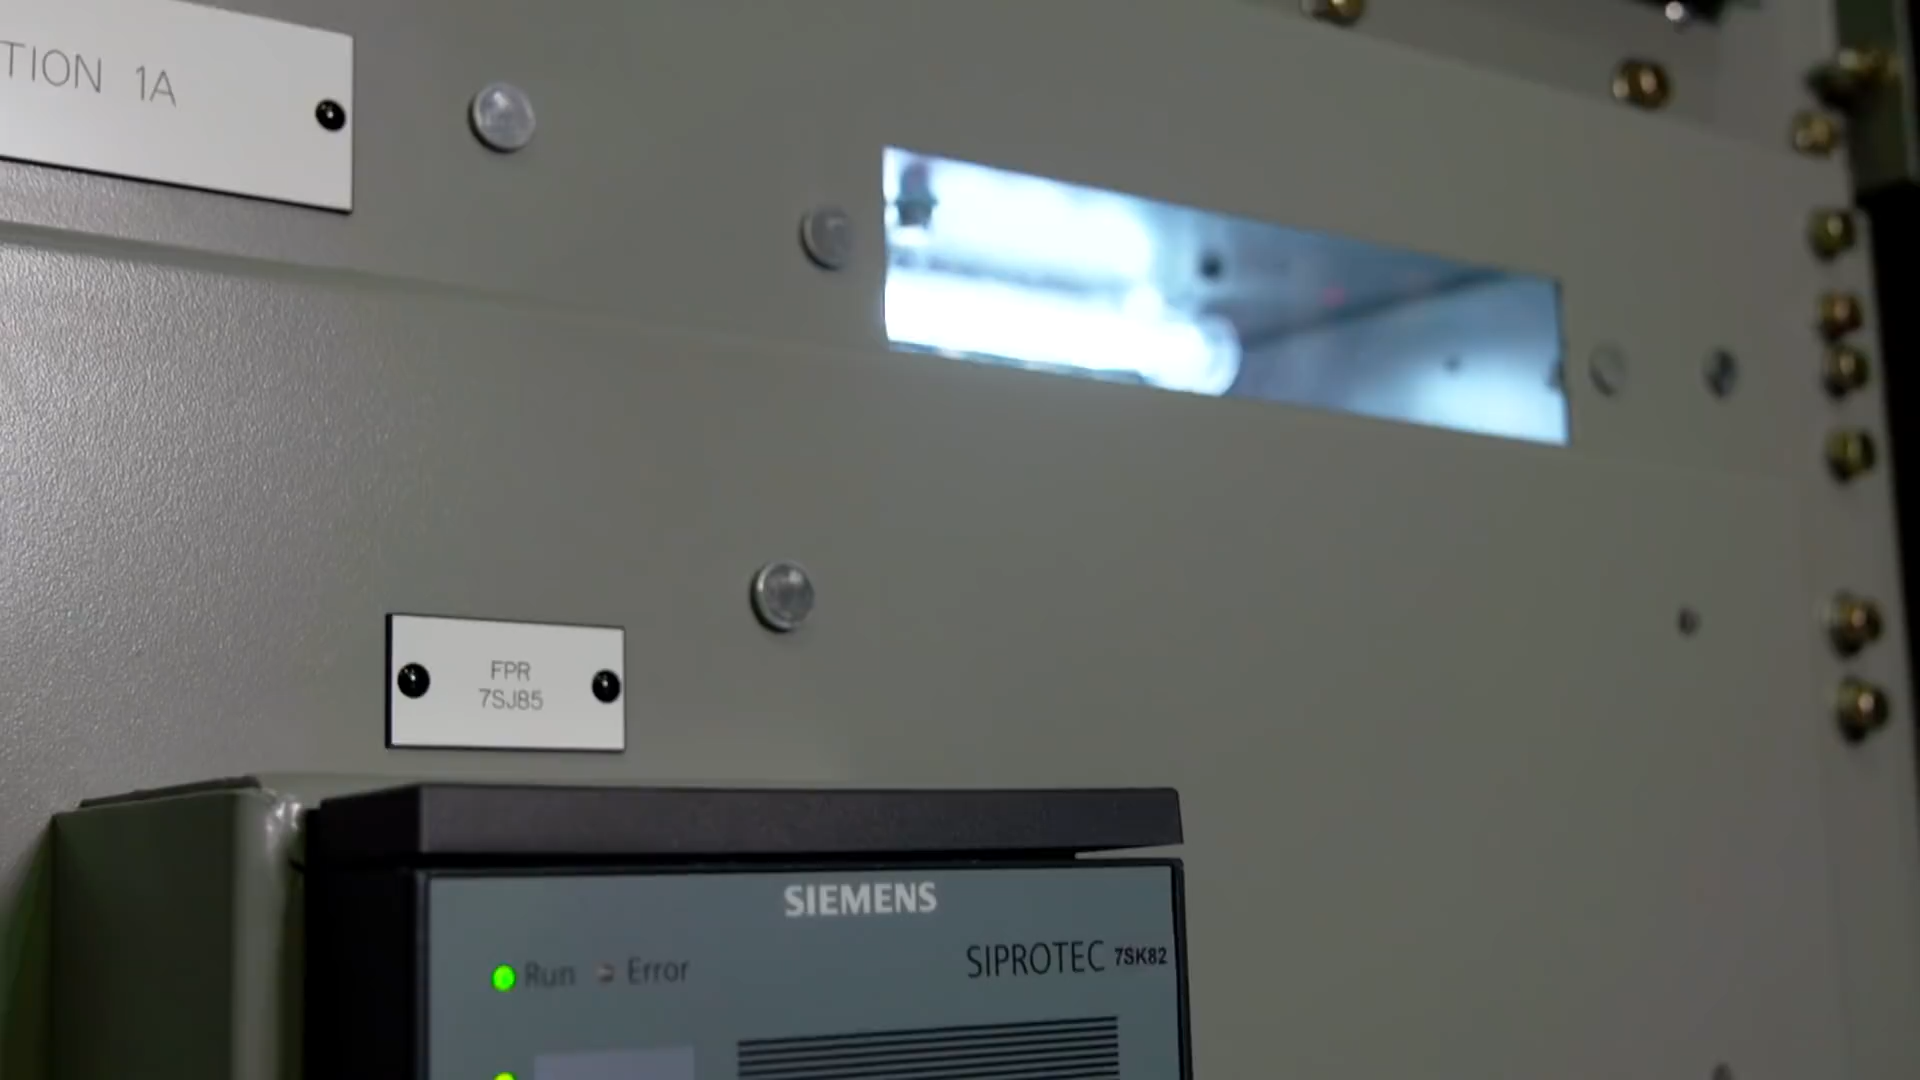 TION 1A
FPR
7SJ85
SIEMENS
SIPROTEC 7SK82
Run Error